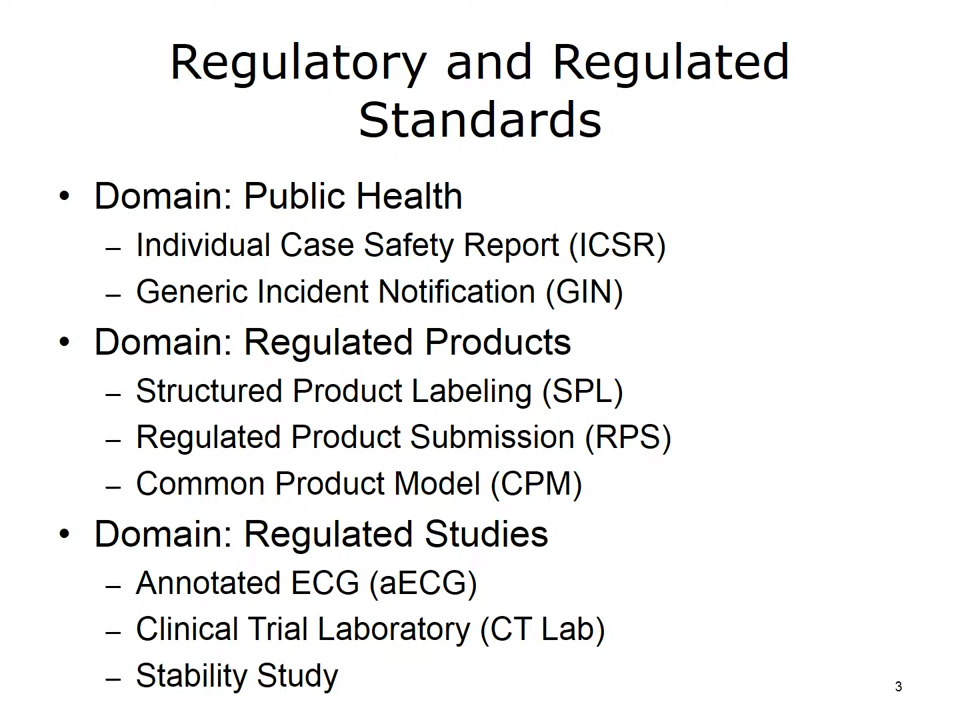 Regulatory and Regulated
Standards
• Domain: Public Health
– Individual Case Safety Report (ICSR)
– Generic Incident Notification (GIN)
• Domain: Regulated Products
– Structured Product Labeling (SPL)
– Regulated Product Submission (RPS)
– Common Product Model (CPM)
• Domain: Regulated Studies
– Annotated ECG (aECG)
– Clinical Trial Laboratory (CT Lab)
– Stability Study
3